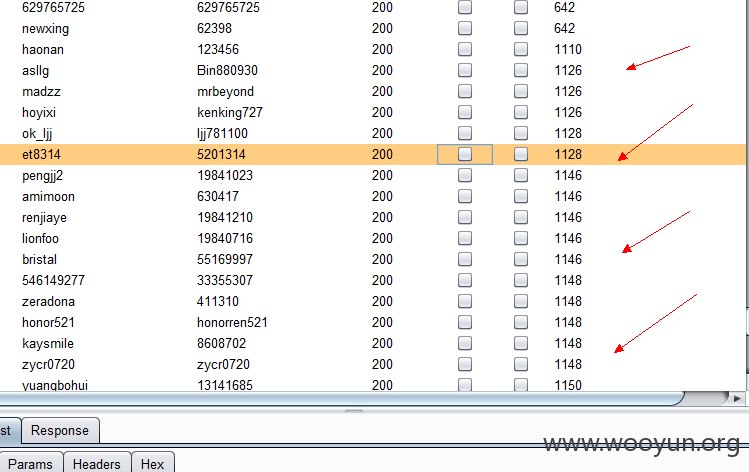 629765725 629765725 200 642
newxing 62398 200 642
haonan 123456 200 1110
asllg Bin880930 200 1126
madzz mrbeyond 200 1126
hoyixi kenking727 200 1126
ok_ljj ljj781100 200 1128
et8314 5201314 200 1128
pengjj2 19841023 200 1146
amimoon 630417 200 1146
renjiaye 19841210 200 1146
lionfoo 19840716 200 1146
bristal 55169997 200 1146
546149277 33355307 200 1148
zeradona 411310 200 1148
honor521 honorren521 200 1148
kaysmile 8608702 200 1148
zycr0720 zycr0720 200 1148
yuangbohui 13141685 200 1150
st Response
www.wooyun.org
Params Headers Hex